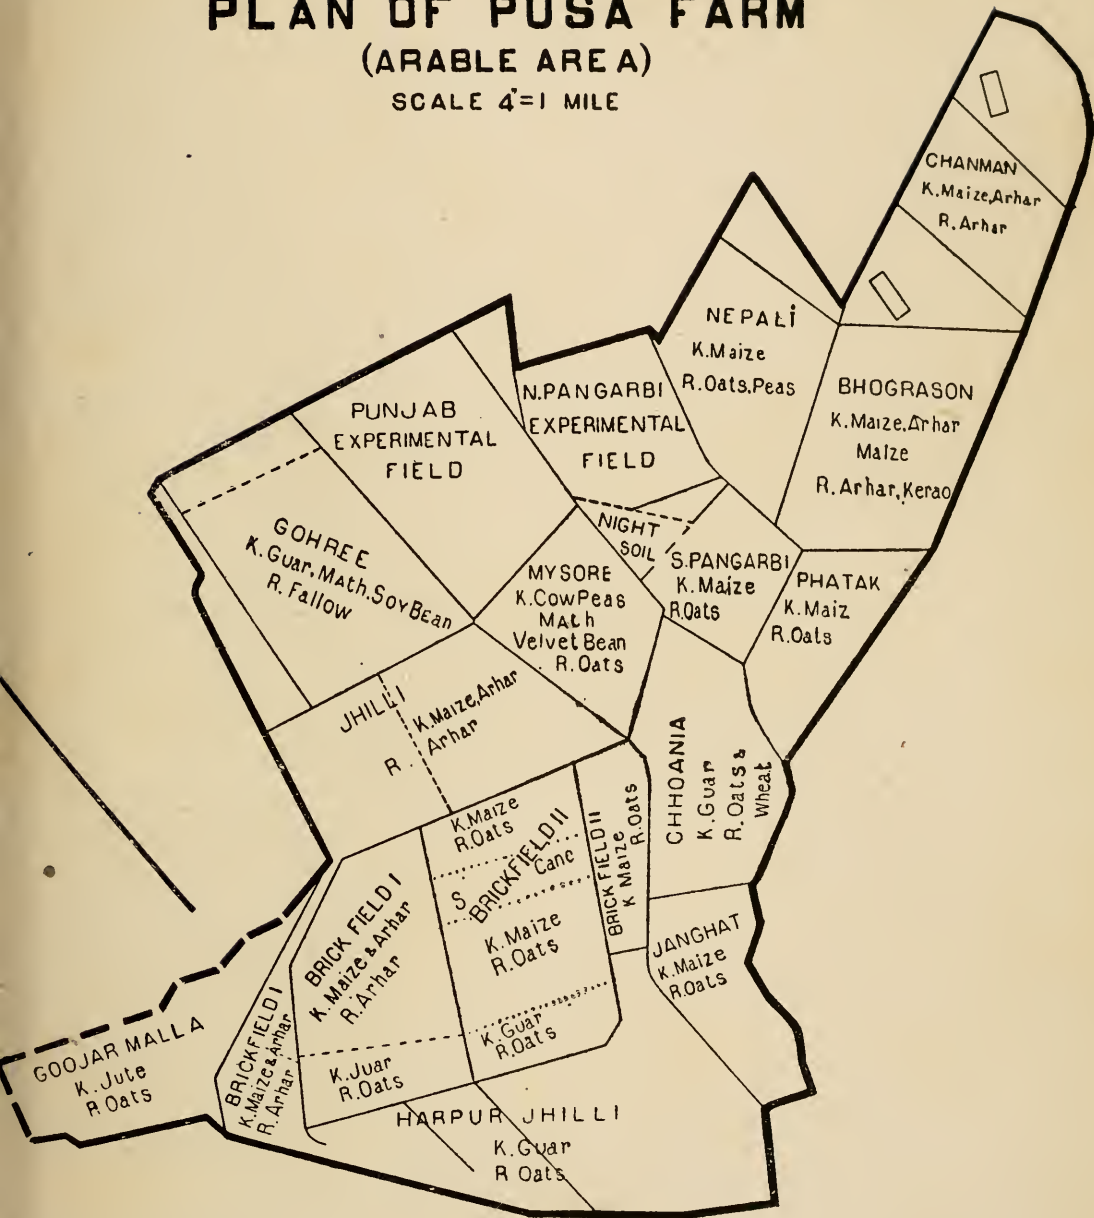 PLAN OF PUSA FARM
(ARABLE AREA)
SCALE 4"=1 MILE
CHANMAN
K.Maize,Arhar
R.Arhar
NEPALI
K.Maize
R.Oats,Peas
BHOGRASON
K.Maize,Arhar
Maize
R.Arhar,Kerao
N.PANGARBI
EXPERIMENTAL
FIELD
PUNJAB
EXPERIMENTAL
FIELD
GOHREE
K.Guar,Math,Soy Bean
R. Fallow
NIGHT
SOIL
S.PANGARBI
K.Maize
R.Oats
PHATAK
K.Maiz
R.Oats
MYSORE
K.CowPeas
Math
Velvet Bean
R.Oats
JHILLI
K.Maize,Arhar
R. Arhar
CHHOANIA
K.Guar
R.Oats &
Wheat
K.Maize
R.Oats
BRICKFIELD II
S. Canc
K.Maize
R.Oats
K.Guar
R.Oats
BRICKFIELD II
K Maize
R.Oats
BRICK FIELD I
K.Maize & Arhar
R.Arhar
K.Juar
R.Oats
JANGHAT
K.Maize
R.Oats
BRICKFIELD I
K.Maize & Arhar
R. Arhar
GOOJAR MALLA
K.Jute
R Oats
HARPUR JHILLI
K.Guar
R Oats